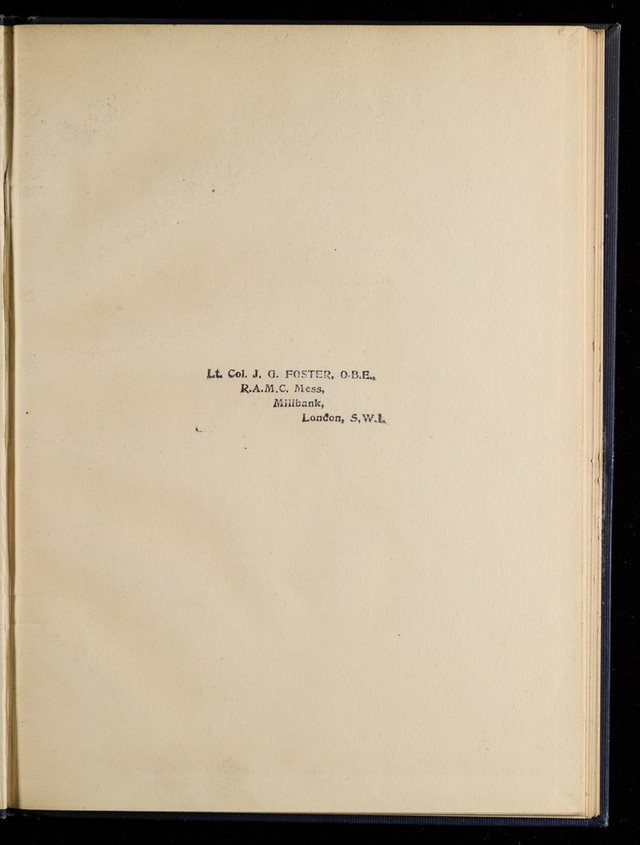 Lt. Col. J. G. FOSTER, O.B.E.,
R.A.M.C. Mess,
Millbank,
London, S.W.1.